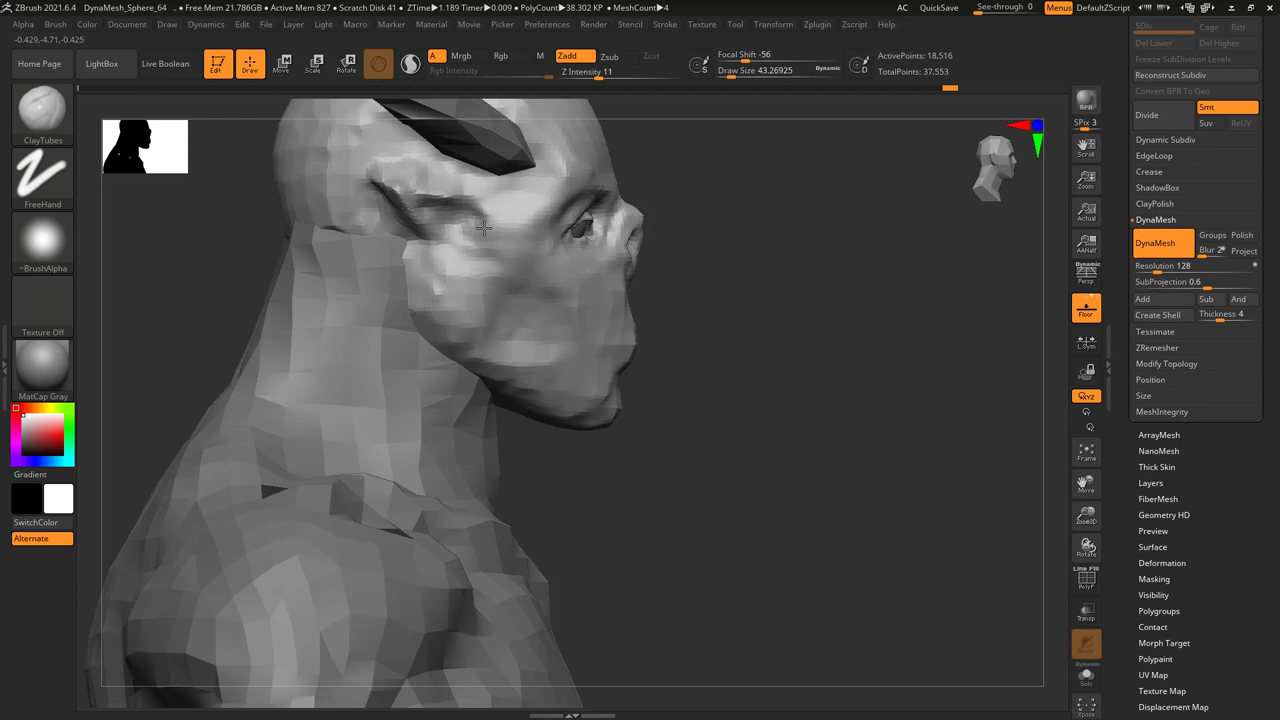 ZBrush 2021.6.4 DynaMesh_Sphere_64 .. • Free Mem 21.786GB • Active Mem 827 • Scratch Disk 41 • ZTime▶1.189 Timer▶0.009 • PolyCount▶38.302 KP • MeshCount▶4 AC QuickSave See-through 0 Menus DefaultZScript
Alpha Brush Color Document Draw Dynamics Edit File Layer Light Macro Marker Material Movie Picker Preferences Render Stencil Stroke Texture Tool Transform Zplugin Zscript Help
-0.429,-4.71,-0.425
Home Page LightBox Live Boolean Edit Draw Move Scale Rotate
A Mrgb Rgb M Zadd Zsub Zcut
Rgb Intensity Z Intensity 11
Focal Shift -56
Draw Size 43.26925 Dynamic
S D
ActivePoints: 18,516
TotalPoints: 37,553
ClayTubes
FreeHand
~BrushAlpha
Texture Off
MatCap Gray
Gradient
SwitchColor
Alternate
BPR
SPix 3
Scroll
Zoom
Actual
AAHalf
Dynamic
Persp
Floor
L.Sym
XYZ
Frame
Move
Zoom3D
Rotate
Line Fill
PolyF
Transp
Dynamic
Solo
Xpose
SDiv Cage Rstr
Del Lower Del Higher
Freeze SubDivision Levels
Reconstruct Subdiv
Convert BPR To Geo
Divide Smt
Suv ReUV
Dynamic Subdiv
EdgeLoop
Crease
ShadowBox
ClayPolish
DynaMesh
DynaMesh Groups Polish
Blur 2 Project
Resolution 128
SubProjection 0.6
Add Sub And
Create Shell Thickness 4
Tessimate
ZRemesher
Modify Topology
Position
Size
MeshIntegrity
ArrayMesh
NanoMesh
Thick Skin
Layers
FiberMesh
Geometry HD
Preview
Surface
Deformation
Masking
Visibility
Polygroups
Contact
Morph Target
Polypaint
UV Map
Texture Map
Displacement Map